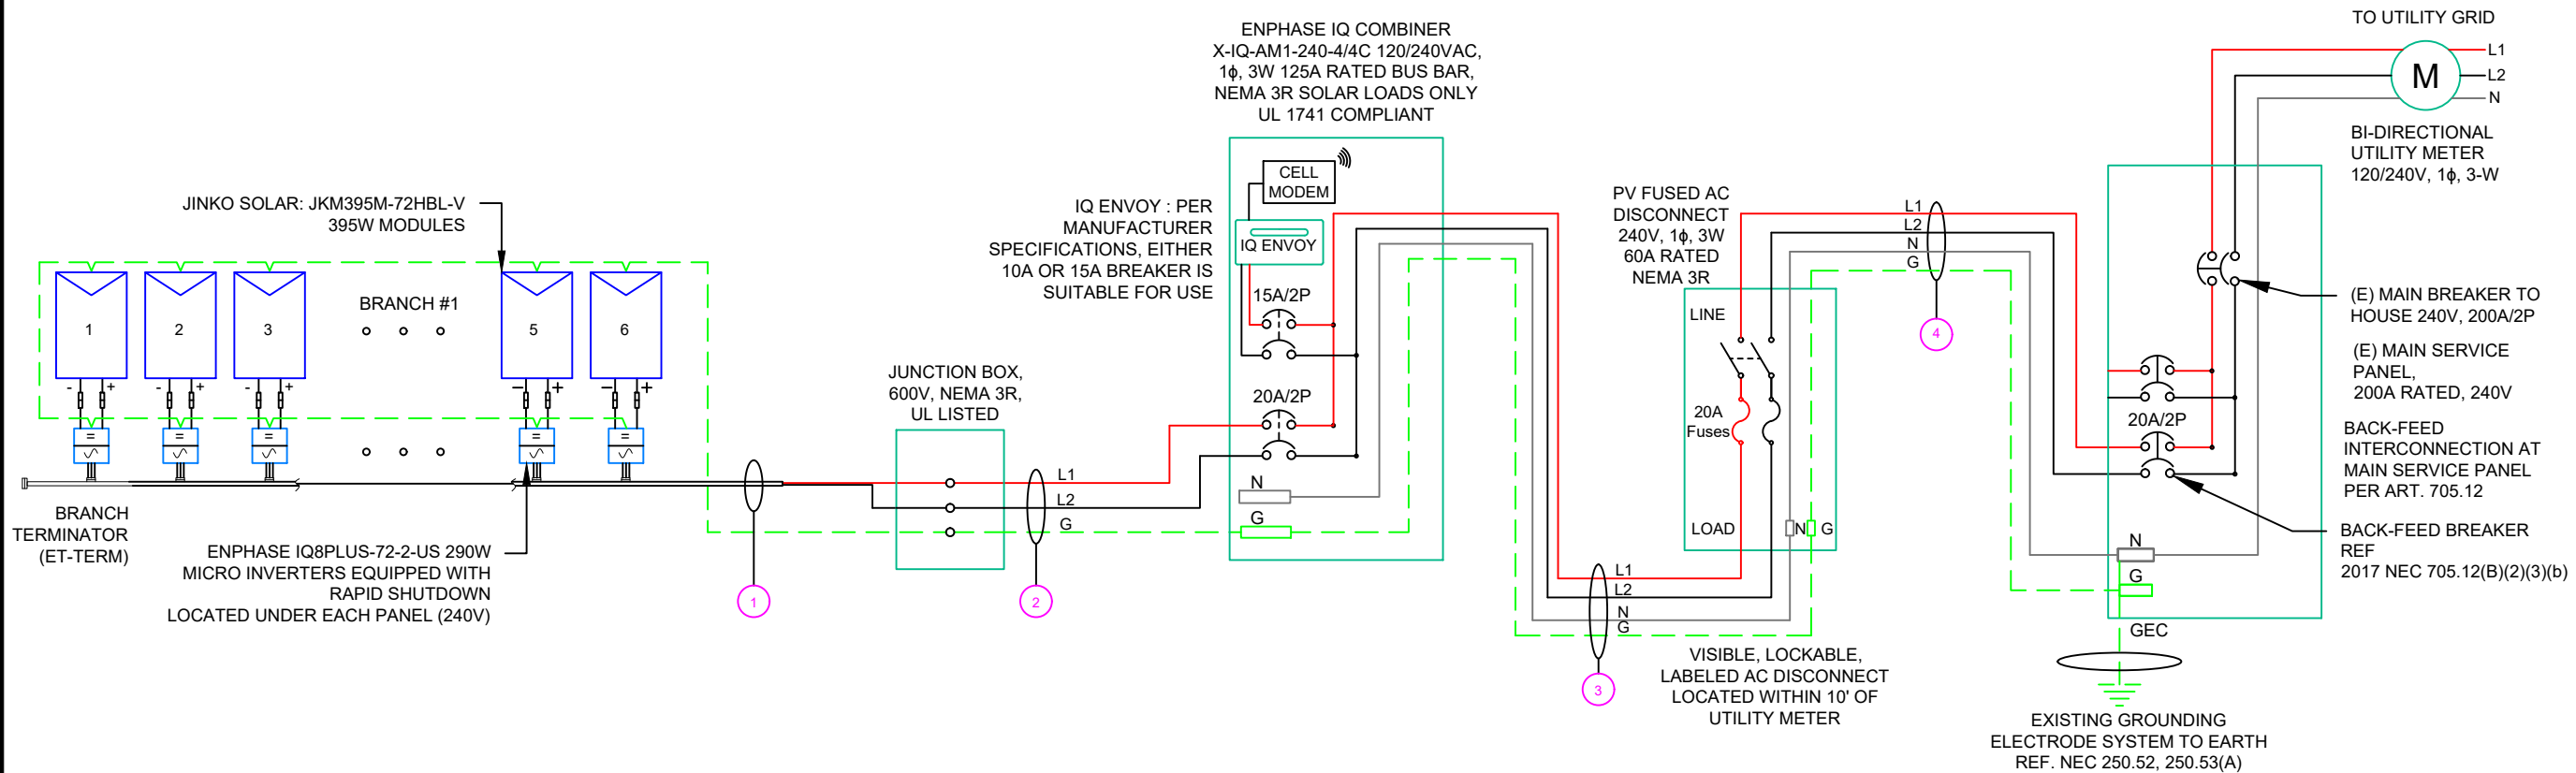 TO UTILITY GRID
L1
L2
N
M
BI-DIRECTIONAL
UTILITY METER
120/240V, 1ϕ, 3-W
ENPHASE IQ COMBINER
X-IQ-AM1-240-4/4C 120/240VAC,
1ϕ, 3W 125A RATED BUS BAR,
NEMA 3R SOLAR LOADS ONLY
UL 1741 COMPLIANT
CELL
MODEM
IQ ENVOY
15A/2P
20A/2P
N
G
IQ ENVOY : PER
MANUFACTURER
SPECIFICATIONS, EITHER
10A OR 15A BREAKER IS
SUITABLE FOR USE
JINKO SOLAR: JKM395M-72HBL-V
395W MODULES
BRANCH #1
1
2
3
5
6
- +
- +
- +
- +
- +
=
=
=
=
=
BRANCH
TERMINATOR
(ET-TERM)
ENPHASE IQ8PLUS-72-2-US 290W
MICRO INVERTERS EQUIPPED WITH
RAPID SHUTDOWN
LOCATED UNDER EACH PANEL (240V)
1
JUNCTION BOX,
600V, NEMA 3R,
UL LISTED
L1
L2
G
2
PV FUSED AC
DISCONNECT
240V, 1ϕ, 3W
60A RATED
NEMA 3R
LINE
20A
Fuses
LOAD
N G
L1
L2
N
G
3
VISIBLE, LOCKABLE,
LABELED AC DISCONNECT
LOCATED WITHIN 10' OF
UTILITY METER
L1
L2
N
G
4
20A/2P
N
G
GEC
(E) MAIN BREAKER TO
HOUSE 240V, 200A/2P
(E) MAIN SERVICE
PANEL,
200A RATED, 240V
BACK-FEED
INTERCONNECTION AT
MAIN SERVICE PANEL
PER ART. 705.12
BACK-FEED BREAKER
REF
2017 NEC 705.12(B)(2)(3)(b)
EXISTING GROUNDING
ELECTRODE SYSTEM TO EARTH
REF. NEC 250.52, 250.53(A)